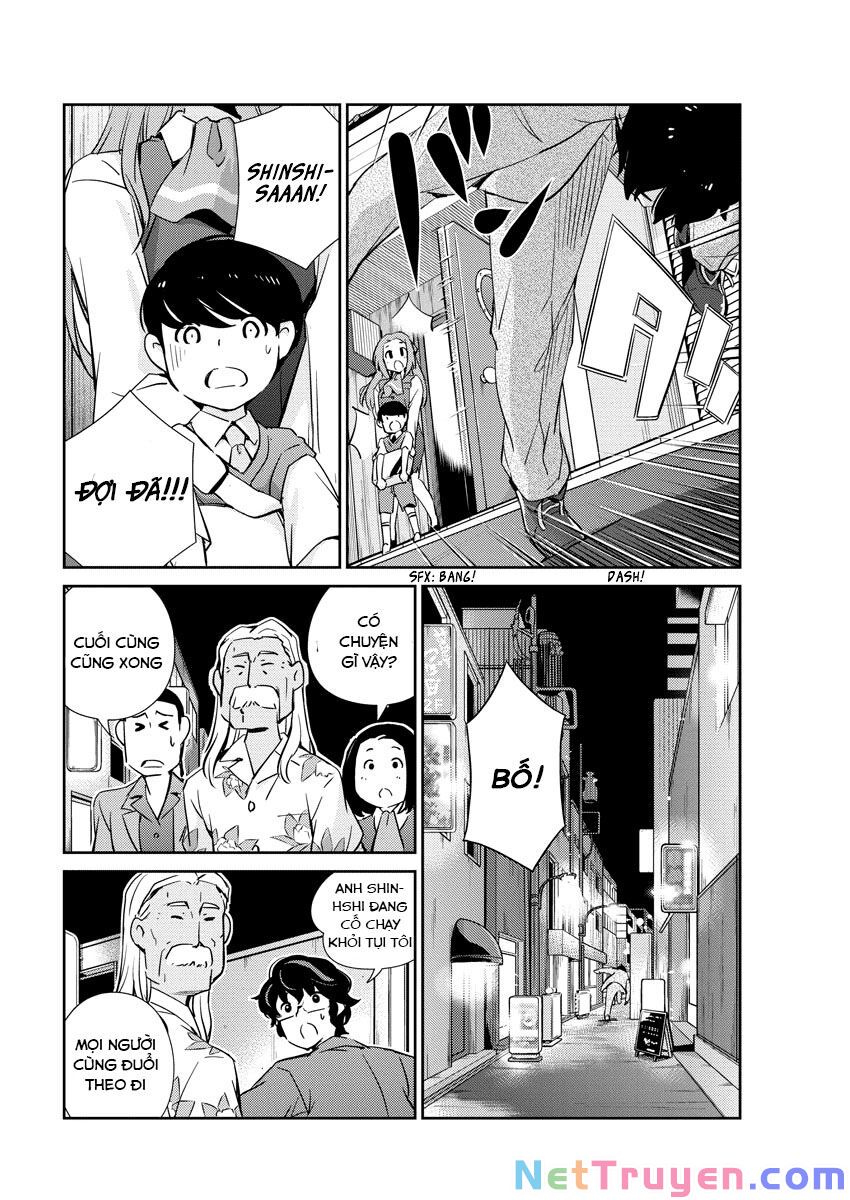 SHINSHI-
SAAAN!
ĐỢI ĐÃ!!!
SFX: BANG!
DASH!
BỐ!
CÓ
CHUYỆN
GÌ VẬY?
CUỐI CÙNG
CŨNG XONG
ANH SHIN-
HSHI ĐANG
CỐ CHẠY
KHỎI TỤI TÔI
MỌI NGƯỜI
CÙNG ĐUỔI
THEO ĐI
NetTruyen.com